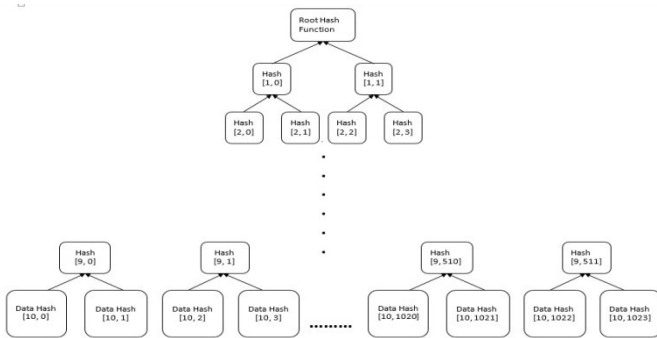 Root Hash
Function
Hash
[1, 0]
Hash
[1, 1]
Hash
[2, 0]
Hash
[2, 1]
Hash
[2, 2]
Hash
[2, 3]
Hash
[9, 0]
Hash
[9, 1]
Hash
[9, 510]
Hash
[9, 511]
Data Hash
[10, 0]
Data Hash
[10, 1]
Data Hash
[10, 2]
Data Hash
[10, 3]
Data Hash
[10, 1020]
Data Hash
[10, 1021]
Data Hash
[10, 1022]
Data Hash
[10, 1023]